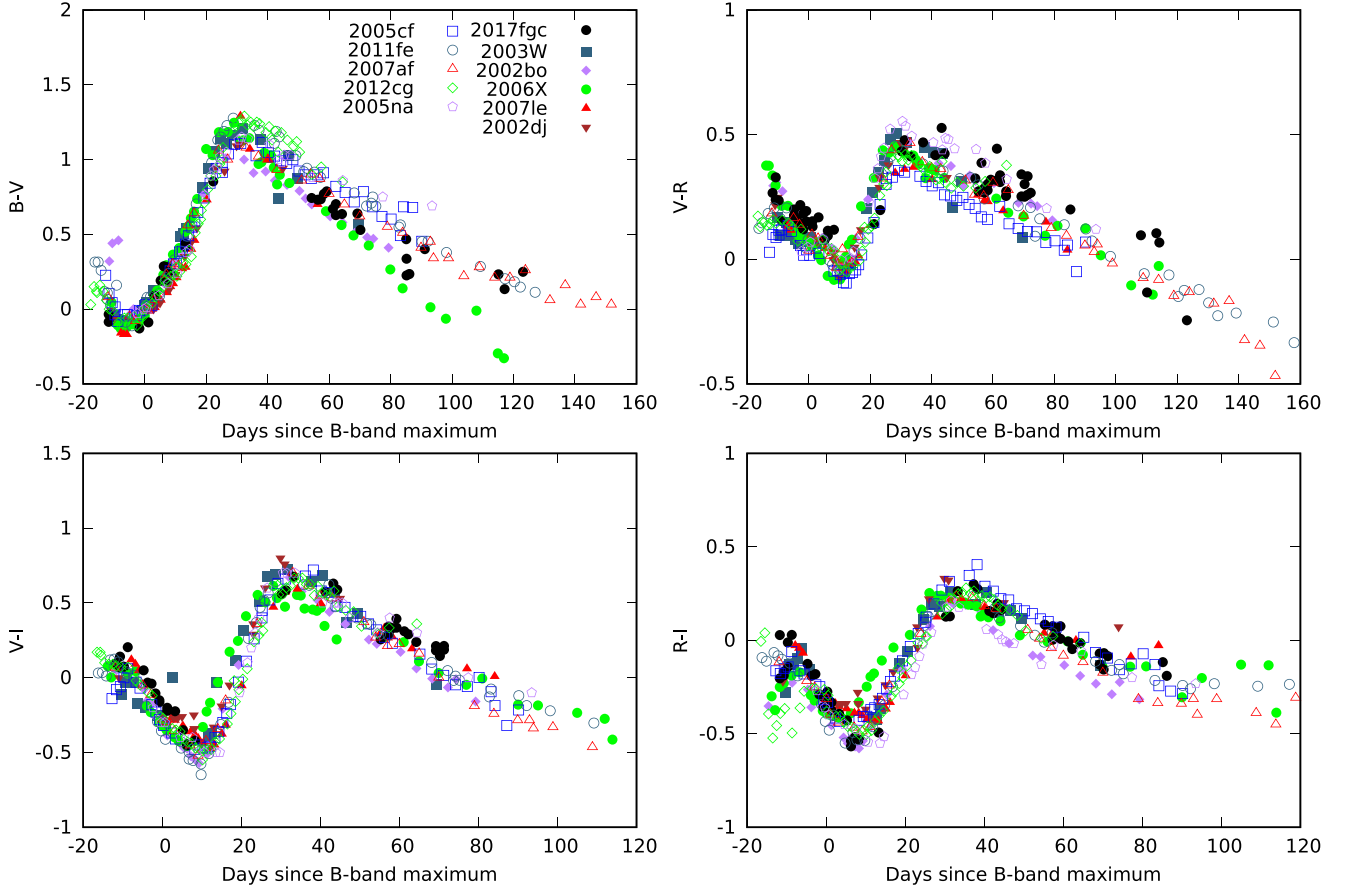 2
1.5
1
0.5
0
-0.5
B-V
2005cf 2017fgc
2011fe 2003W
2007af 2002bo
2012cg 2006X
2005na 2007le
2002dj
-20 0 20 40 60 80 100 120 140 160
Days since B-band maximum
1
0.5
0
-0.5
V-R
-20 0 20 40 60 80 100 120 140 160
Days since B-band maximum
1.5
1
0.5
0
-0.5
-1
V-I
-20 0 20 40 60 80 100 120
Days since B-band maximum
1
0.5
0
-0.5
-1
R-I
-20 0 20 40 60 80 100 120
Days since B-band maximum